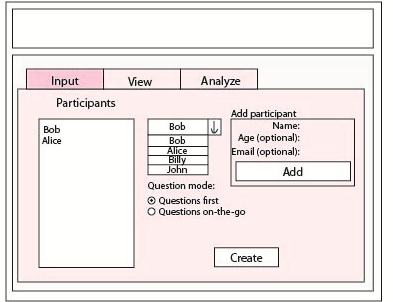 Input
View
Analyze
Participants
Bob
Alice
Bob
Bob
Alice
Billy
John
Question mode:
Questions first
Questions on-the-go
Add participant
Name:
Age (optional):
Email (optional):
Add
Create